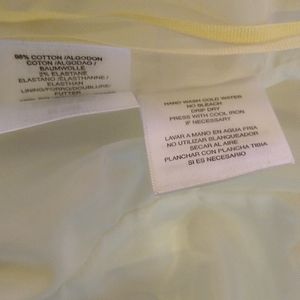 98% COTTON /ALGODON
COTON /ALGODAO /
BAUMWOLLE
2% ELASTANE
ELASTANO/ELASTHANNE /
ELASTHAN
LINING/FORRO/DOUBLURE/
FUTTER
HAND WASH COLD WATER
NO BLEACH
DRIP DRY
PRESS WITH COOL IRON
IF NECESSARY
LAVAR A MANO EN AGUA FRIA
NO UTILIZAR BLANQUEADOR
SECAR AL AIRE
PLANCHAR CON PLANCHA TIBIA
SI ES NECESARIO